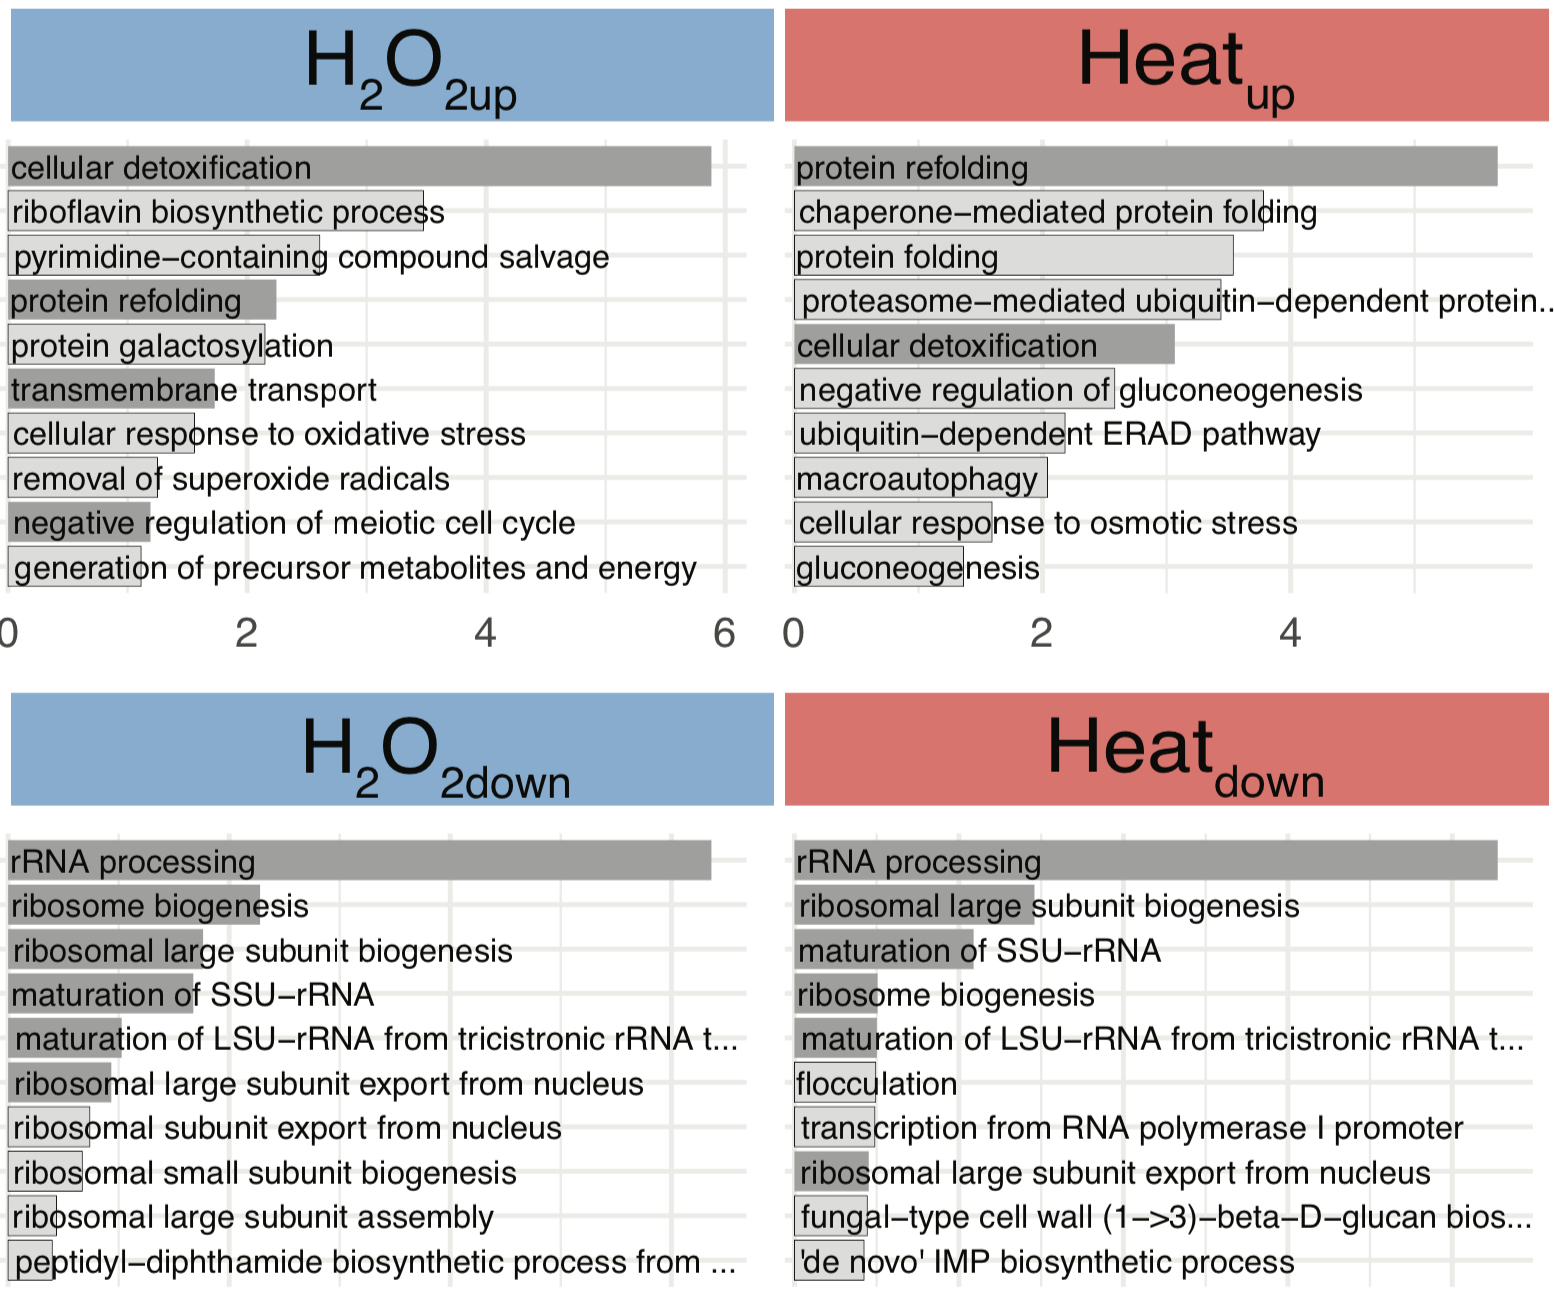 H2O2up
cellular detoxification
riboflavin biosynthetic process
pyrimidine−containing compound salvage
protein refolding
protein galactosylation
transmembrane transport
cellular response to oxidative stress
removal of superoxide radicals
negative regulation of meiotic cell cycle
generation of precursor metabolites and energy
0 2 4 6
Heatup
protein refolding
chaperone−mediated protein folding
protein folding
proteasome−mediated ubiquitin−dependent protein..
cellular detoxification
negative regulation of gluconeogenesis
ubiquitin−dependent ERAD pathway
macroautophagy
cellular response to osmotic stress
gluconeogenesis
0 2 4
H2O2down
rRNA processing
ribosome biogenesis
ribosomal large subunit biogenesis
maturation of SSU−rRNA
maturation of LSU−rRNA from tricistronic rRNA t...
ribosomal large subunit export from nucleus
ribosomal subunit export from nucleus
ribosomal small subunit biogenesis
ribosomal large subunit assembly
peptidyl−diphthamide biosynthetic process from ...
Heatdown
rRNA processing
ribosomal large subunit biogenesis
maturation of SSU−rRNA
ribosome biogenesis
maturation of LSU−rRNA from tricistronic rRNA t...
flocculation
transcription from RNA polymerase I promoter
ribosomal large subunit export from nucleus
fungal−type cell wall (1−>3)−beta−D−glucan bios...
'de novo' IMP biosynthetic process